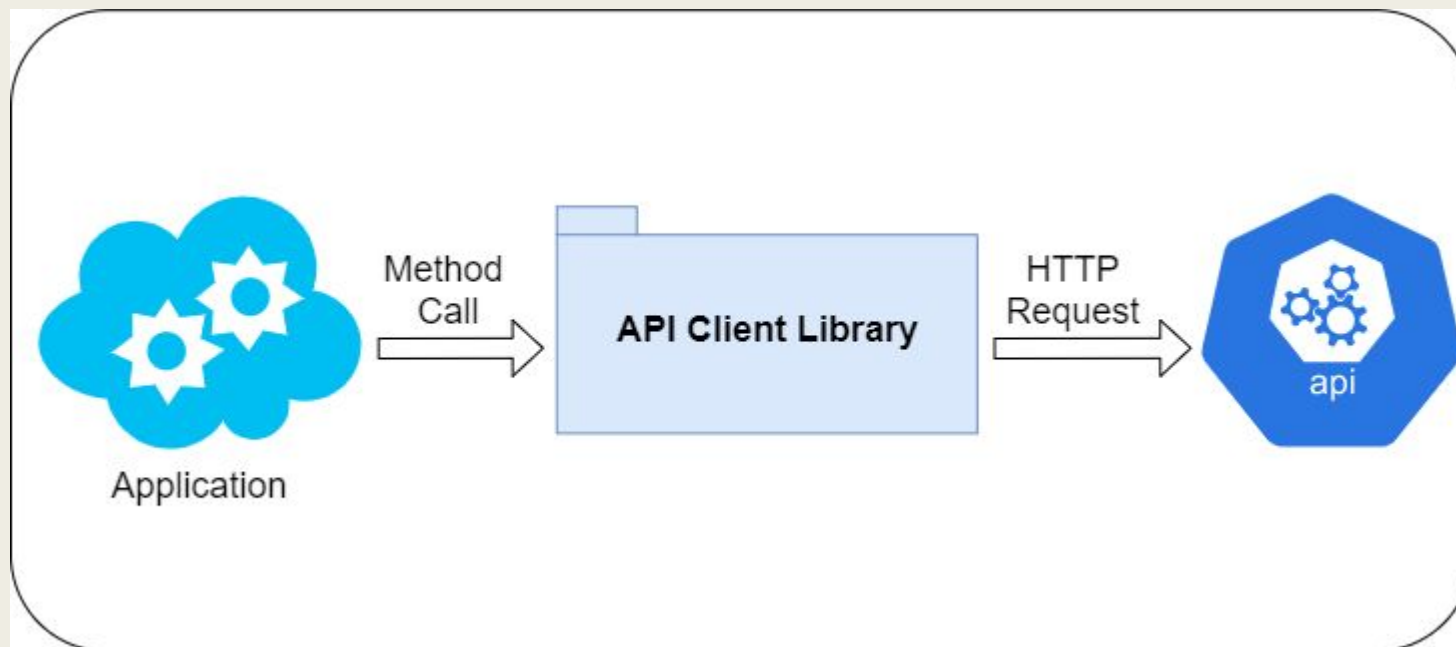 Method
Call
HTTP
Request
API Client Library
api
Application